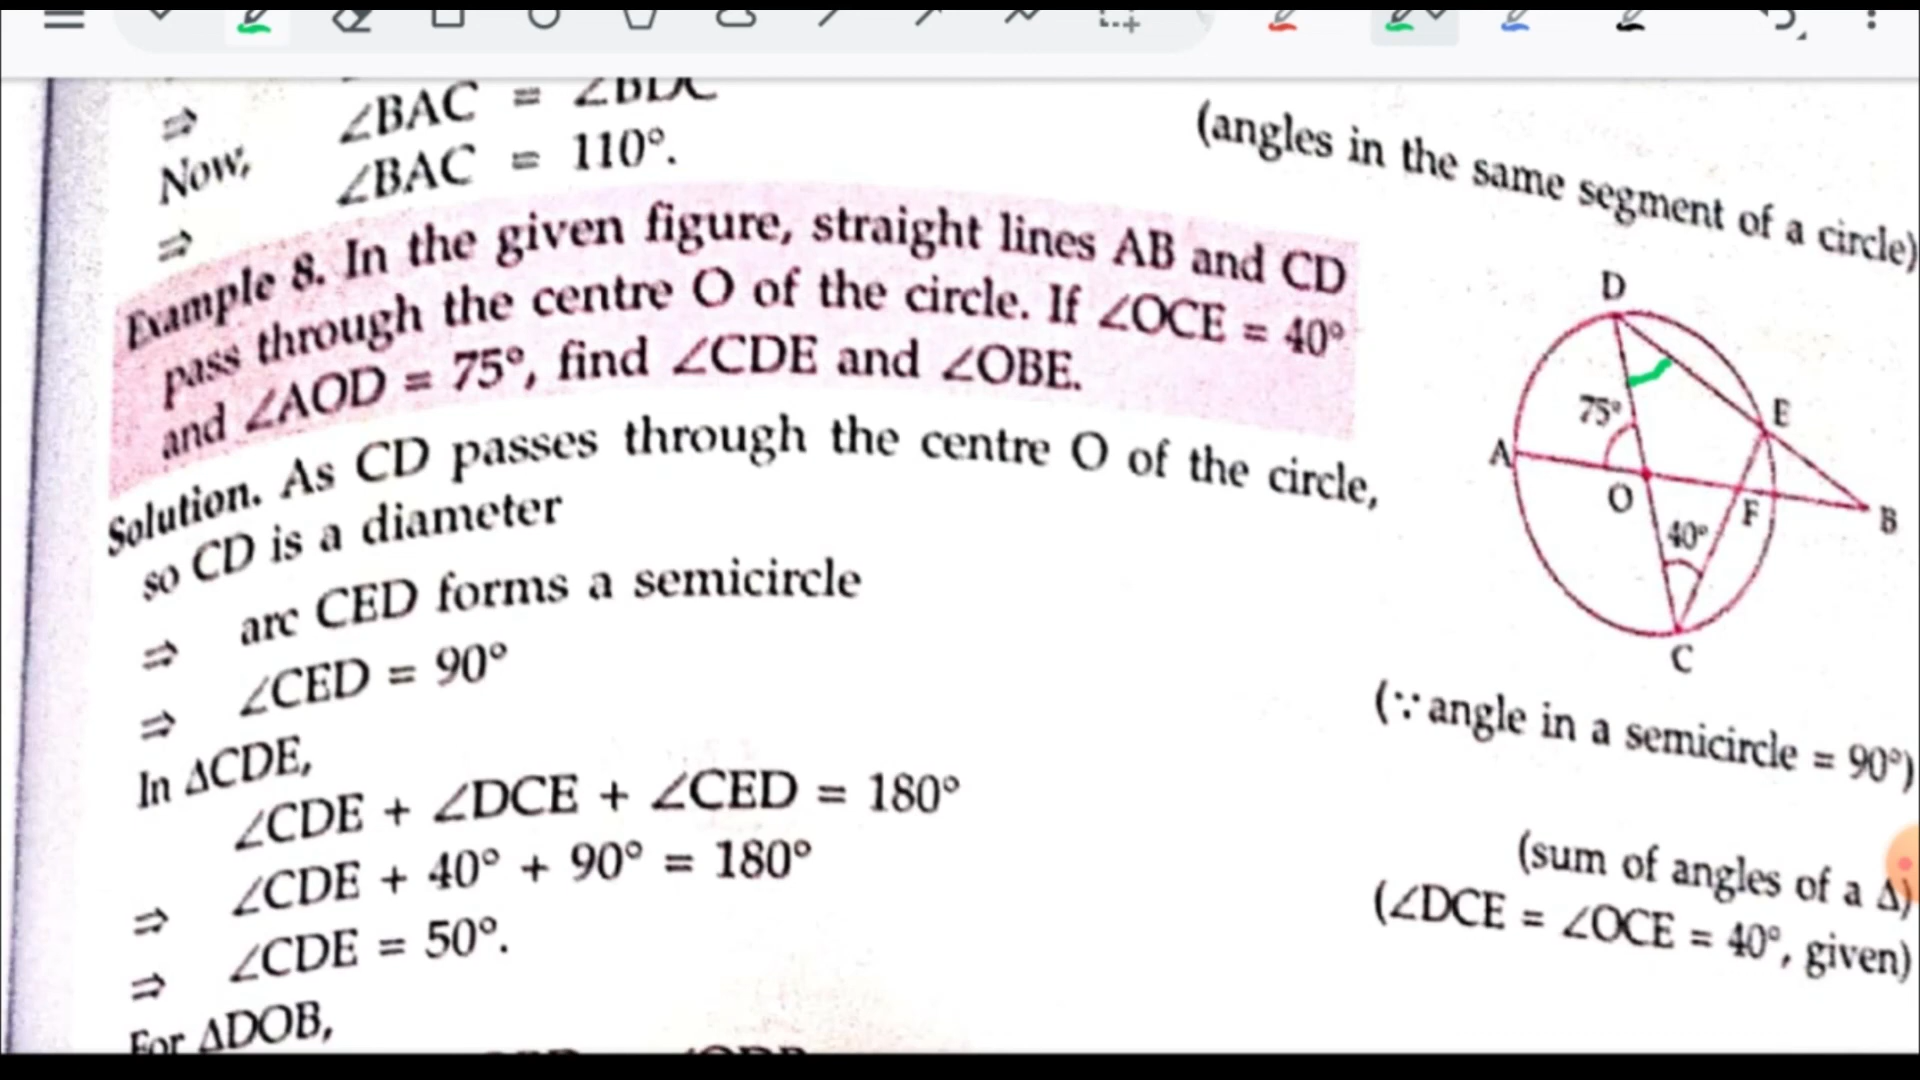 ⇒ ∠BAC = ∠BDC
Now, ∠BAC = 110°. (angles in the same segment of a circle)
⇒
Example 8. In the given figure, straight lines AB and CD
pass through the centre O of the circle. If ∠OCE = 40°
and ∠AOD = 75°, find ∠CDE and ∠OBE.
Solution. As CD passes through the centre O of the circle,
so CD is a diameter
⇒ arc CED forms a semicircle
⇒ ∠CED = 90° (∵ angle in a semicircle = 90°)
In ΔCDE,
∠CDE + ∠DCE + ∠CED = 180° (sum of angles of a Δ)
⇒ ∠CDE + 40° + 90° = 180° (∠DCE = ∠OCE = 40°, given)
⇒ ∠CDE = 50°.
For ΔDOB,
D
75°
E
A
O
F
B
40°
C